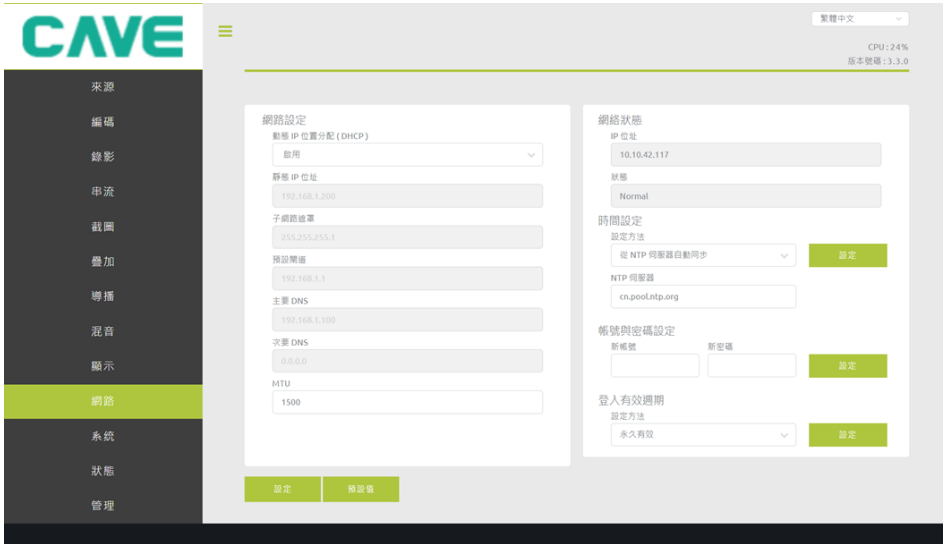 CAVE
繁體中文
CPU : 24%
版本號碼 : 3.3.0
來源
編碼
錄影
串流
截圖
疊加
導播
混音
顯示
網路
系統
狀態
管理
網路設定
動態 IP 位置分配 ( DHCP )
啟用
靜態 IP 位址
192.168.1.200
子網路遮罩
255.255.255.1
預設閘道
192.168.1.1
主要 DNS
192.168.1.100
次要 DNS
0.0.0.0
MTU
1500
設定
預設值
網絡狀態
IP 位址
10.10.42.117
狀態
Normal
時間設定
設定方法
從 NTP 伺服器自動同步
設定
NTP 伺服器
cn.pool.ntp.org
帳號與密碼設定
新帳號
新密碼
設定
登入有效週期
設定方法
永久有效
設定